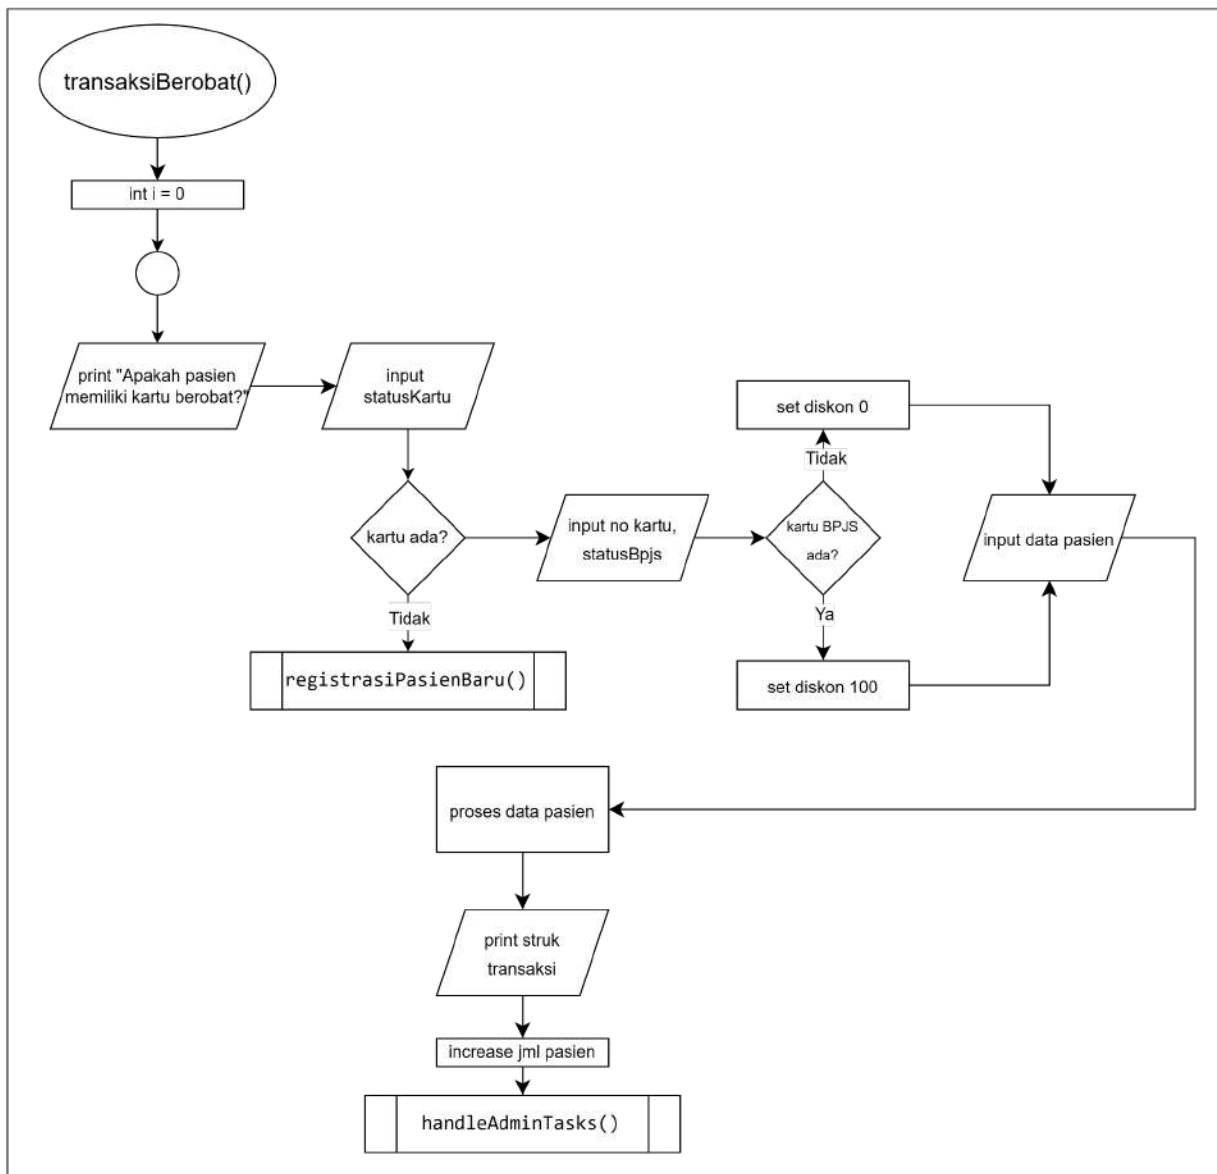 transaksiBerobat()
int i = 0
print "Apakah pasien
memiliki kartu berobat?"
input
statusKartu
kartu ada?
Tidak
registrasiPasienBaru()
input no kartu,
statusBpjs
kartu BPJS
ada?
Tidak
set diskon 0
Ya
set diskon 100
input data pasien
proses data pasien
print struk
transaksi
increase jml pasien
handleAdminTasks()